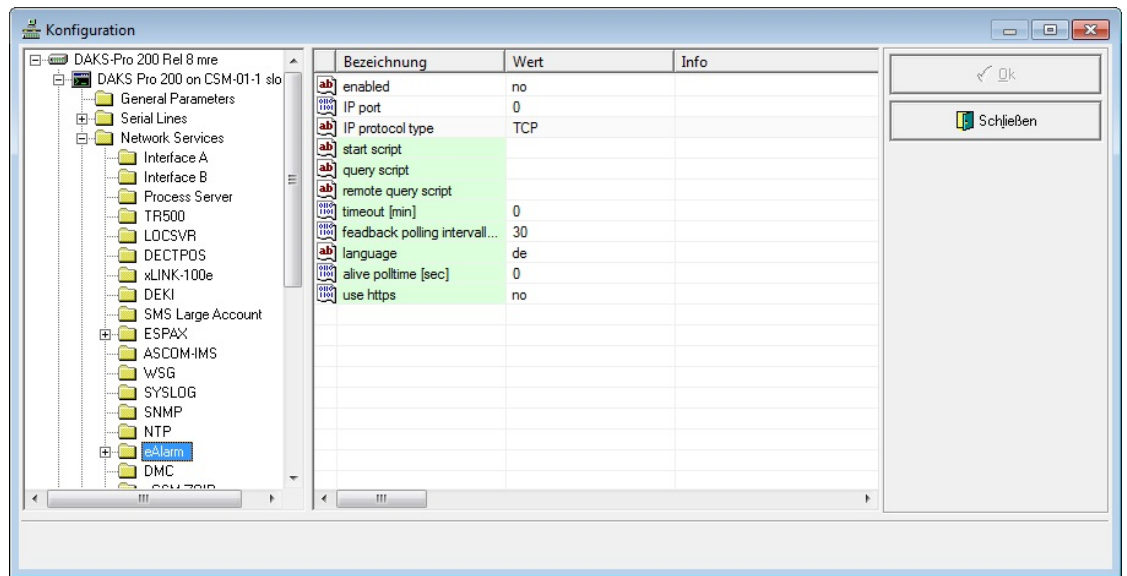 Konfiguration
DAKS-Pro 200 Rel 8 mre
DAKS Pro 200 on CSM-01-1 slo
General Parameters
Serial Lines
Network Services
Interface A
Interface B
Process Server
TR500
LOCSVR
DECTPOS
xLINK-100e
DEKI
SMS Large Account
ESPAX
ASCOM-IMS
WSG
SYSLOG
SNMP
NTP
eAlarm
DMC
Bezeichnung Wert Info
enabled no
IP port 0
IP protocol type TCP
start script
query script
remote query script
timeout [min] 0
feadback polling intervall... 30
language de
alive polltime [sec] 0
use https no
Ok
Schließen